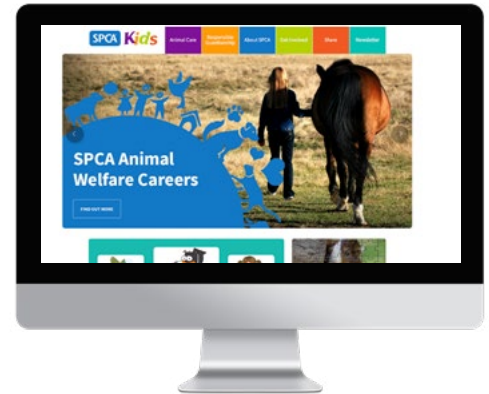 SPCA Kids
Animal Care
Responsible
Guardianship
About SPCA
Get Involved
Share
Newsletter
SPCA Animal
Welfare Careers
FIND OUT MORE